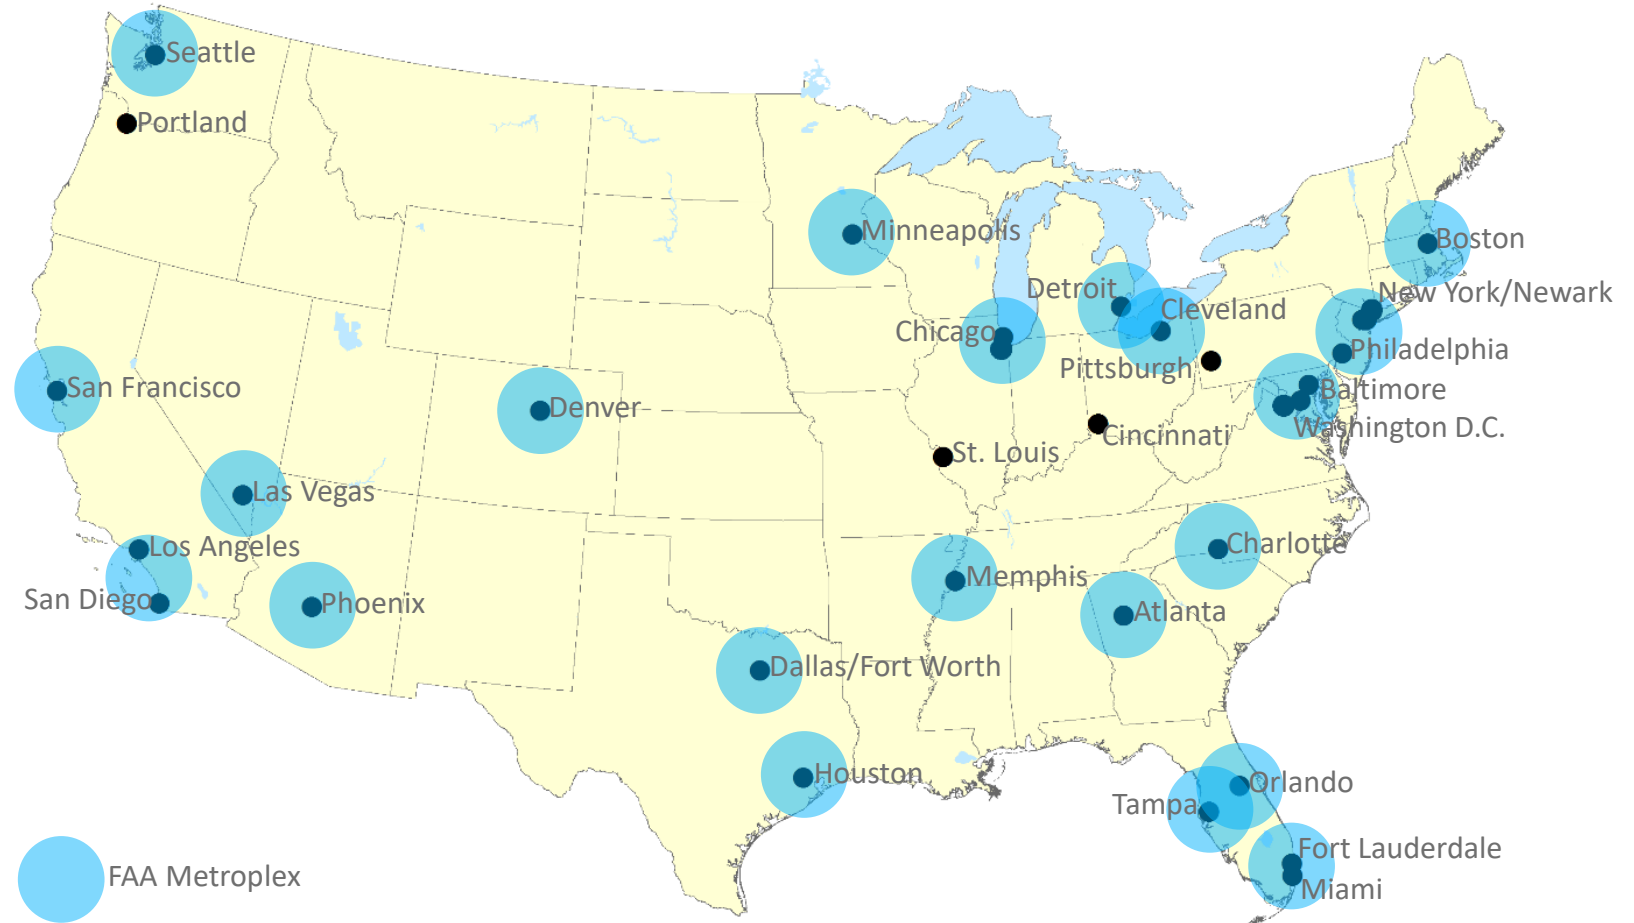 Seattle
Portland
Minneapolis
Boston
Detroit
New York/Newark
Cleveland
Chicago
Philadelphia
Pittsburgh
San Francisco
Baltimore
Denver
Washington D.C.
Cincinnati
St. Louis
Las Vegas
Los Angeles
Charlotte
Memphis
San Diego
Phoenix
Atlanta
Dallas/Fort Worth
Houston
Orlando
Tampa
Fort Lauderdale
FAA Metroplex
Miami